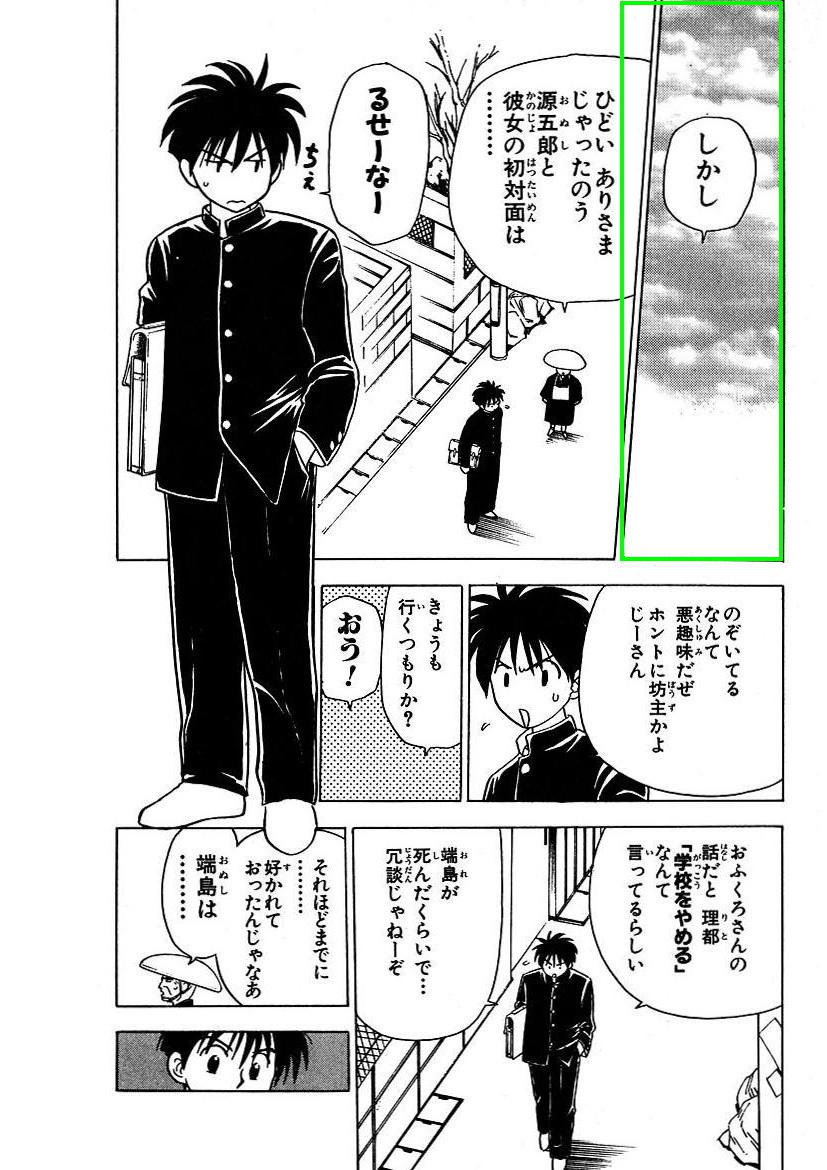 しかし
ひどい ありさま
じゃったのう
源五郎と
彼女の初対面は
………
るせーなー
ちぇ
のぞいてる
なんて
悪趣味だぜ
ホントに坊主かよ
じーさん
きょうも
行くつもりか?
おう!
おふくろさんの
話だと 理都
「学校をやめる」
なんて
言ってるらしい
端島が
死んだくらいで…
冗談じゃねーぞ
それほどまでに
………
好かれて
おったんじゃなあ
端島は
………